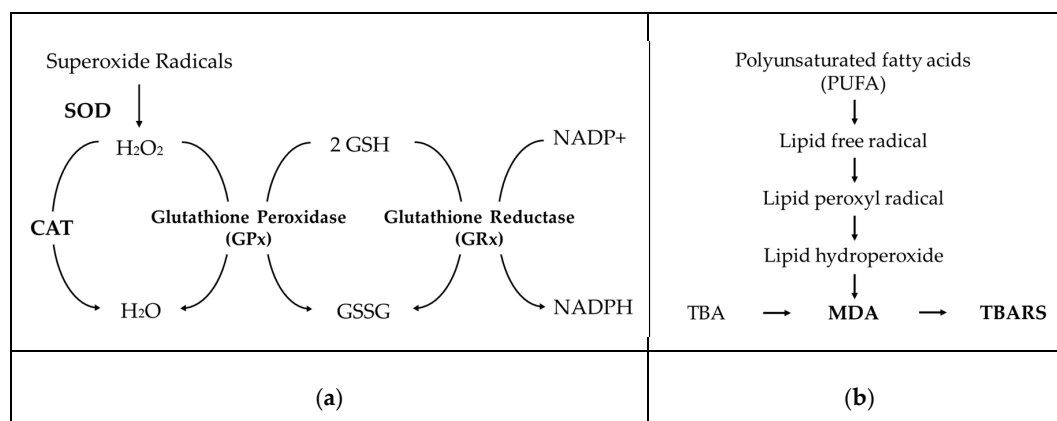 Superoxide Radicals
SOD
H₂O₂
2 GSH
NADP+
CAT
Glutathione Peroxidase
(GPx)
Glutathione Reductase
(GRx)
H₂O
GSSG
NADPH
(a)
Polyunsaturated fatty acids
(PUFA)
Lipid free radical
Lipid peroxyl radical
Lipid hydroperoxide
TBA
MDA
TBARS
(b)